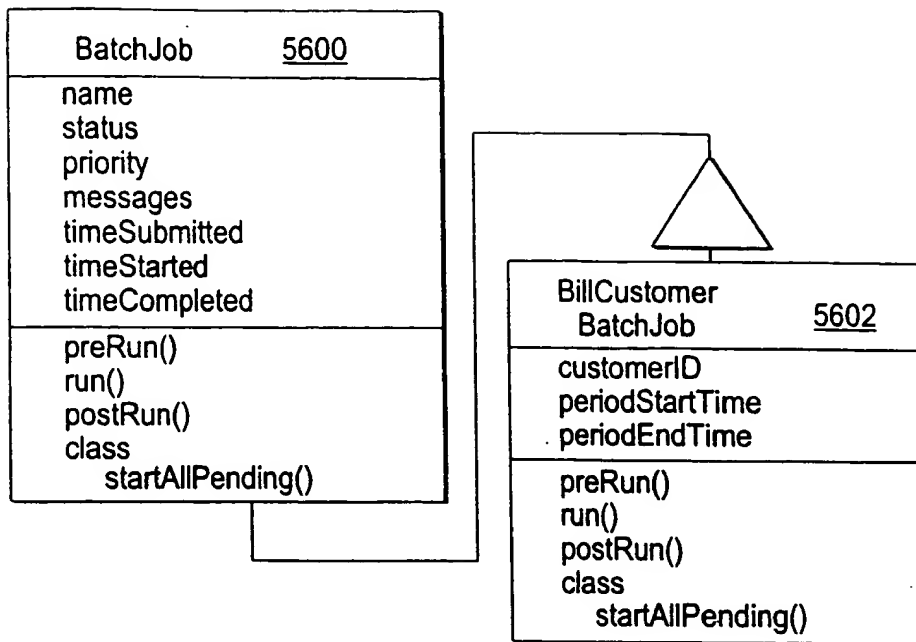 BatchJob 5600
name
status
priority
messages
timeSubmitted
timeStarted
timeCompleted
preRun()
run()
postRun()
class
startAllPending()
BillCustomer
BatchJob 5602
customerID
periodStartTime
periodEndTime
preRun()
run()
postRun()
class
startAllPending()